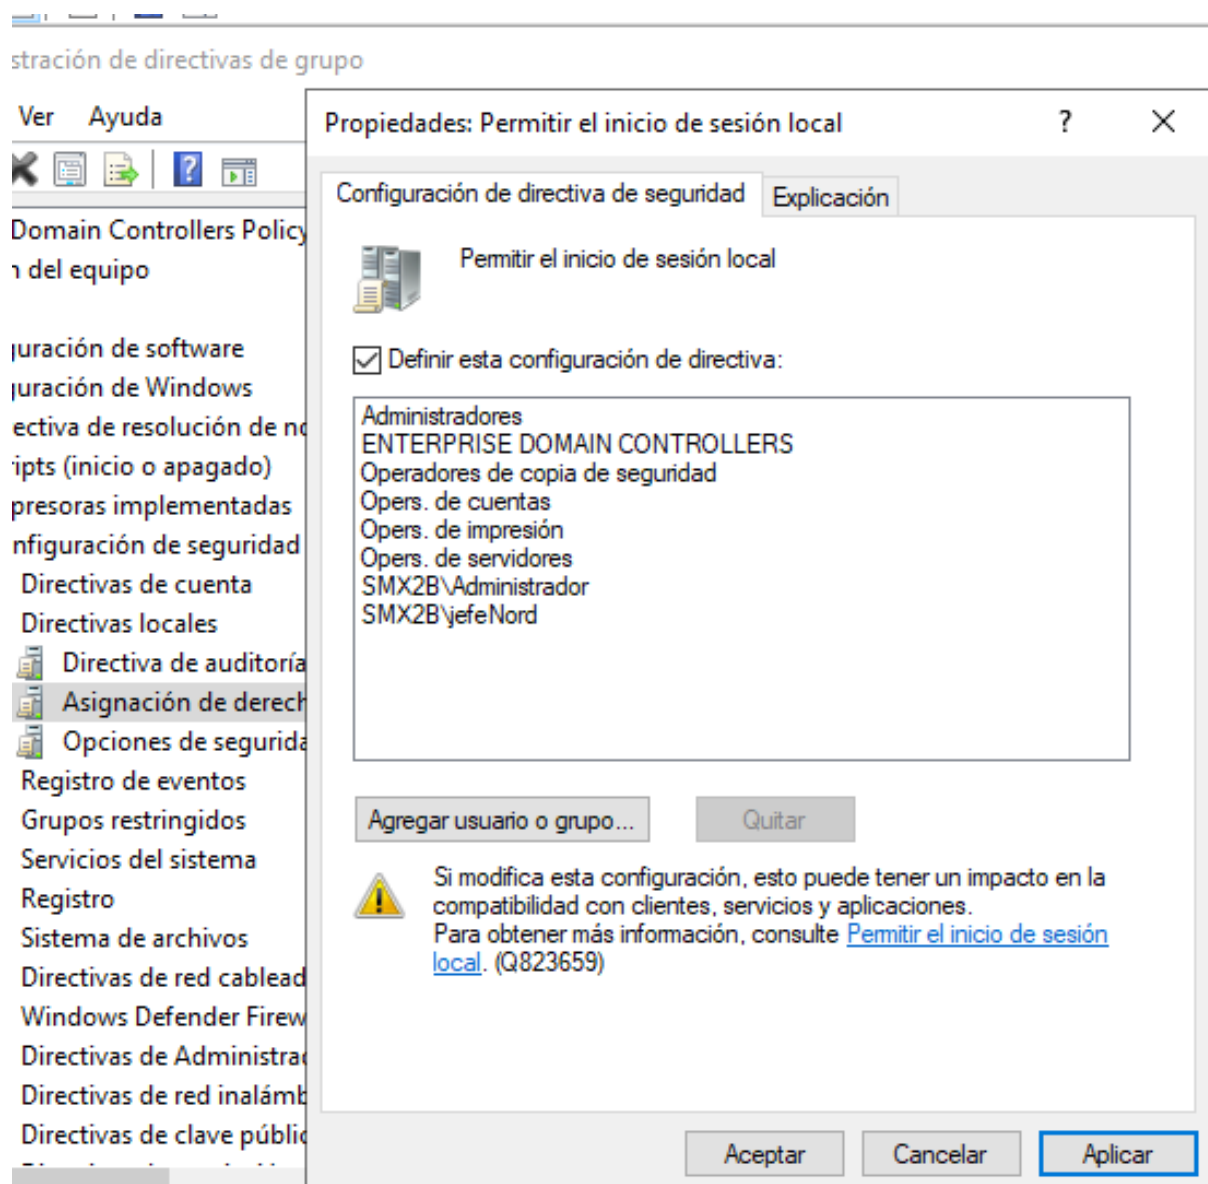 stración de directivas de grupo
Ver Ayuda
Domain Controllers Policy
n del equipo
uración de software
uración de Windows
ectiva de resolución de no
ripts (inicio o apagado)
presoras implementadas
nfiguración de seguridad
Directivas de cuenta
Directivas locales
Directiva de auditoría
Asignación de derech
Opciones de segurida
Registro de eventos
Grupos restringidos
Servicios del sistema
Registro
Sistema de archivos
Directivas de red cablead
Windows Defender Firew
Directivas de Administrac
Directivas de red inalámb
Directivas de clave públic
Propiedades: Permitir el inicio de sesión local ?
Configuración de directiva de seguridad Explicación
Permitir el inicio de sesión local
Definir esta configuración de directiva:
Administradores
ENTERPRISE DOMAIN CONTROLLERS
Operadores de copia de seguridad
Opers. de cuentas
Opers. de impresión
Opers. de servidores
SMX2B\Administrador
SMX2B\jefeNord
Agregar usuario o grupo... Quitar
Si modifica esta configuración, esto puede tener un impacto en la
compatibilidad con clientes, servicios y aplicaciones.
Para obtener más información, consulte Permitir el inicio de sesión
local. (Q823659)
Aceptar Cancelar Aplicar